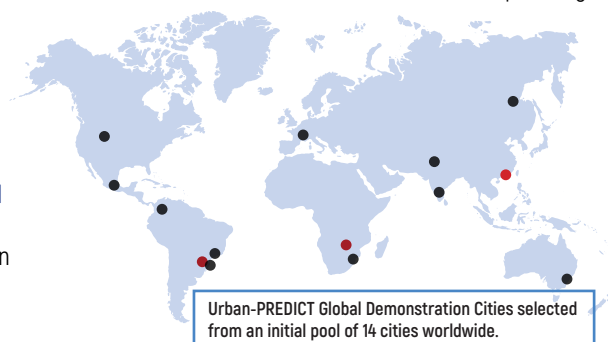 n
Urban-PREDICT Global Demonstration Cities selected
from an initial pool of 14 cities worldwide.